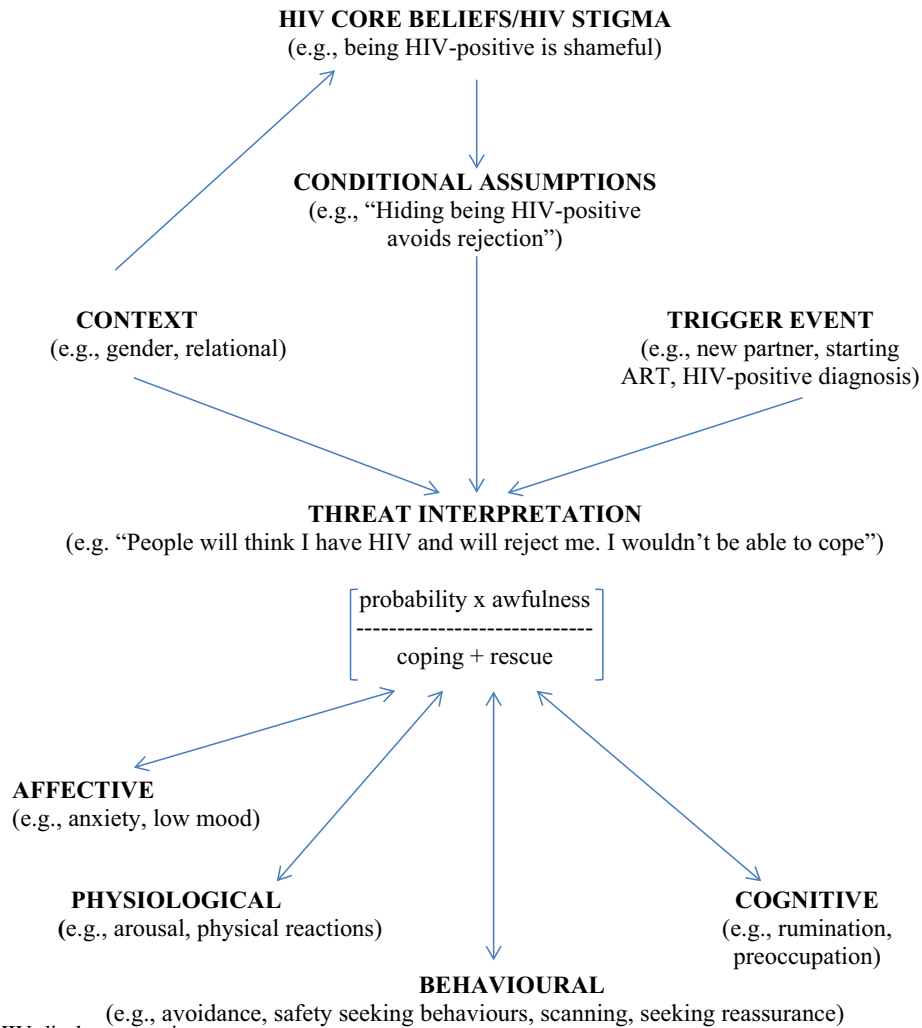 HIV CORE BELIEFS/HIV STIGMA
(e.g., being HIV-positive is shameful)
CONDITIONAL ASSUMPTIONS
(e.g., “Hiding being HIV-positive
avoids rejection”)
CONTEXT
(e.g., gender, relational)
TRIGGER EVENT
(e.g., new partner, starting
ART, HIV-positive diagnosis)
THREAT INTERPRETATION
(e.g. “People will think I have HIV and will reject me. I wouldn’t be able to cope”)
probability x awfulness
----------------------------
coping + rescue
AFFECTIVE
(e.g., anxiety, low mood)
PHYSIOLOGICAL
(e.g., arousal, physical reactions)
COGNITIVE
(e.g., rumination,
preoccupation)
BEHAVIOURAL
(e.g., avoidance, safety seeking behaviours, scanning, seeking reassurance)